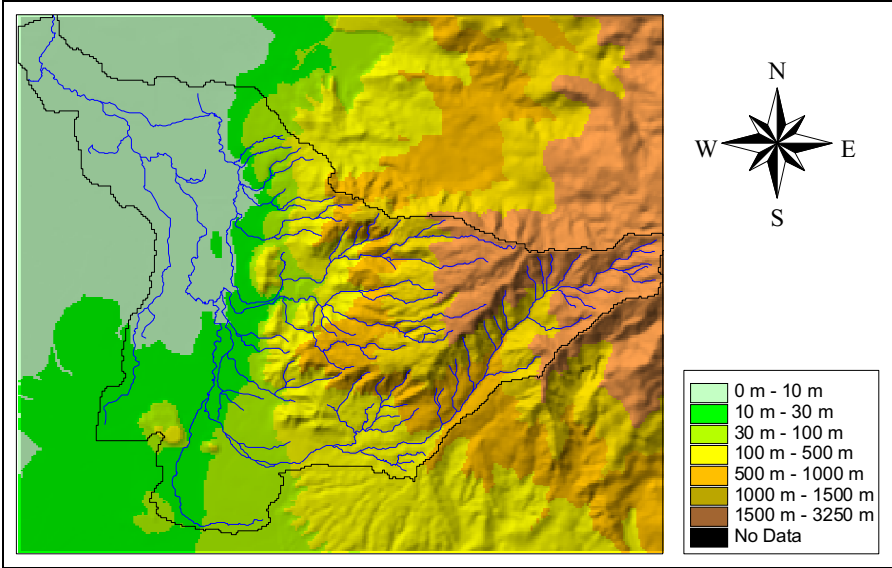 N
W E
S
0 m - 10 m
10 m - 30 m
30 m - 100 m
100 m - 500 m
500 m - 1000 m
1000 m - 1500 m
1500 m - 3250 m
No Data